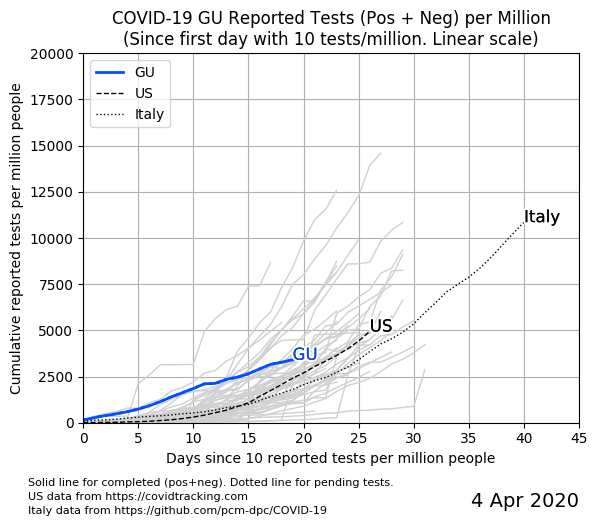 COVID-19 GU Reported Tests (Pos + Neg) per Million
(Since first day with 10 tests/million. Linear scale)
Cumulative reported tests per million people
20000
17500
15000
12500
10000
7500
5000
2500
0
GU
US
Italy
Italy
US
GU
0 5 10 15 20 25 30 35 40 45
Days since 10 reported tests per million people
Solid line for completed (pos+neg). Dotted line for pending tests.
US data from https://covidtracking.com
Italy data from https://github.com/pcm-dpc/COVID-19
4 Apr 2020